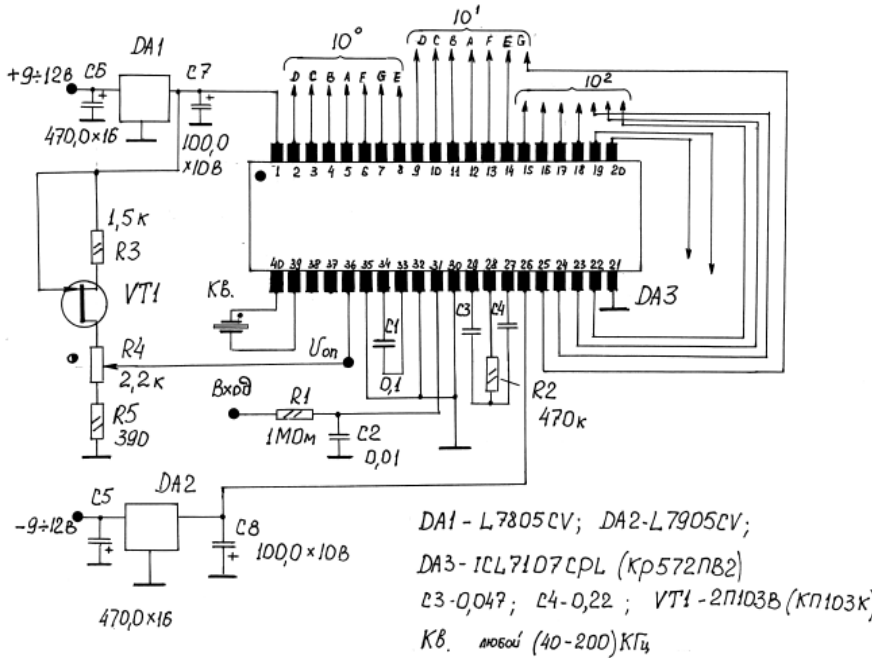 10⁰
10¹
D C B A F E G
DA1
+9÷12В
C6
C7
D C B A F G E
10²
470,0×16
100,0
×10В
1 2 3 4 5 6 7 8 9 10 11 12 13 14 15 16 17 18 19 20
1,5к
R3
40 39 38 37 36 35 34 33 32 31 30 29 28 27 26 25 24 23 22 21
DA3
VT1
КВ.
C1
C3
C4
R4
2,2к
Uоп
0,1
Вход
R1
R2
470к
R5
390
1МОм
C2
0,01
C5
DA2
-9÷12В
C8
100,0×10В
470,0×16
DA1-L7805CV; DA2-L7905CV;
DA3-ICL7107CPL (КР572ПВ2)
C3-0,047; C4-0,22; VT1-2П103В(КП103К)
КВ. любой (40-200)КГц